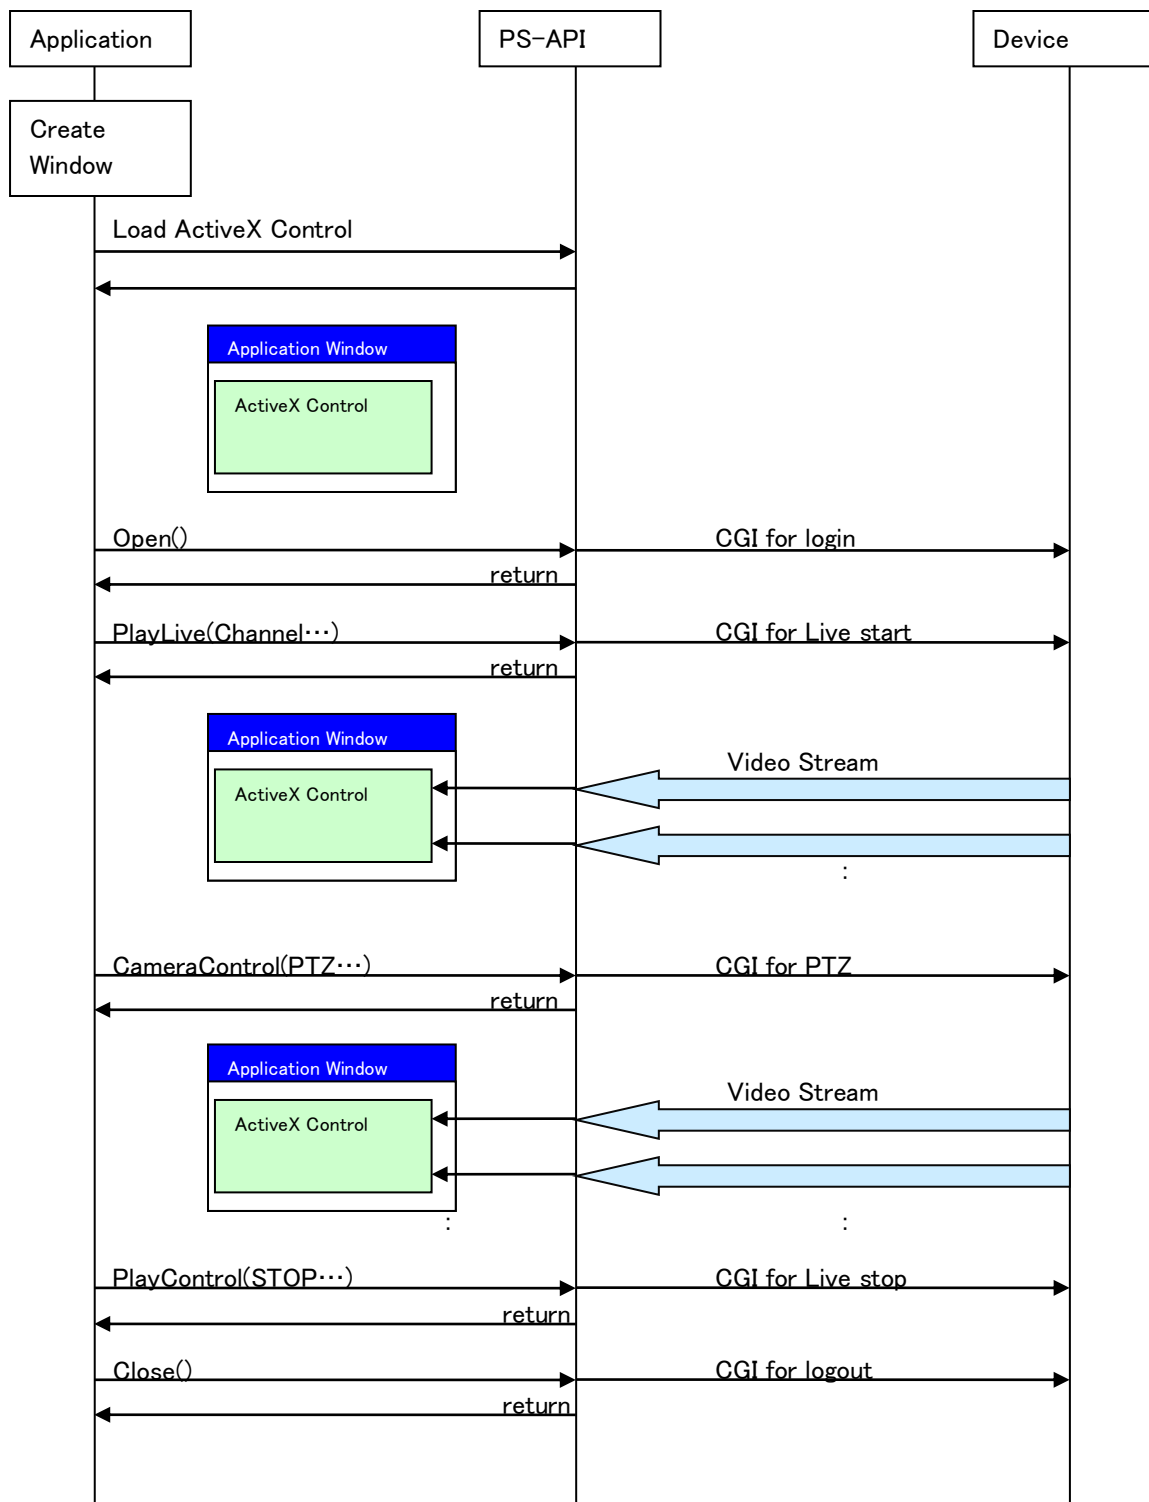 Application
PS-API
Device
Create
Window
Load ActiveX Control
Application Window
ActiveX Control
Open()
CGI for login
return
PlayLive(Channel･･･)
CGI for Live start
return
Application Window
Video Stream
ActiveX Control
:
CameraControl(PTZ･･･)
CGI for PTZ
return
Application Window
Video Stream
ActiveX Control
:
:
PlayControl(STOP･･･)
CGI for Live stop
return
Close()
CGI for logout
return